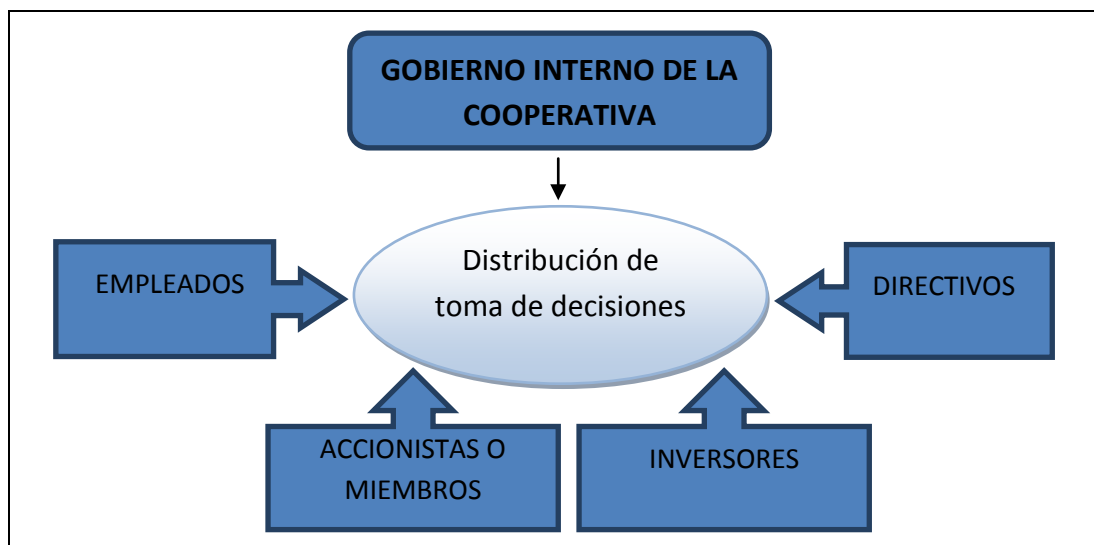 GOBIERNO INTERNO DE LA
COOPERATIVA
Distribución de
toma de decisiones
EMPLEADOS
DIRECTIVOS
ACCIONISTAS O
MIEMBROS
INVERSORES